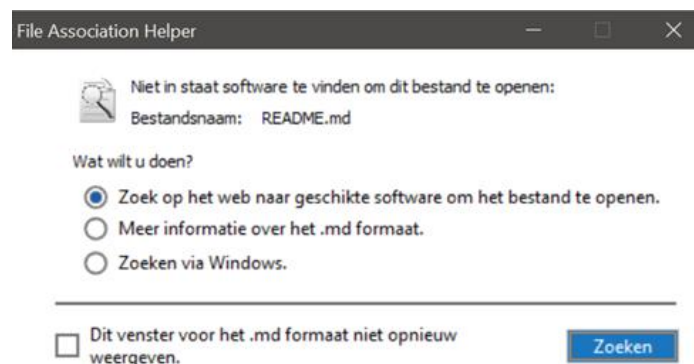 File Association Helper
Niet in staat software te vinden om dit bestand te openen:
Bestandsnaam: README.md
Wat wilt u doen?
Zoek op het web naar geschikte software om het bestand te openen.
Meer informatie over het .md formaat.
Zoeken via Windows.
Dit venster voor het .md formaat niet opnieuw
weergeven.
Zoeken